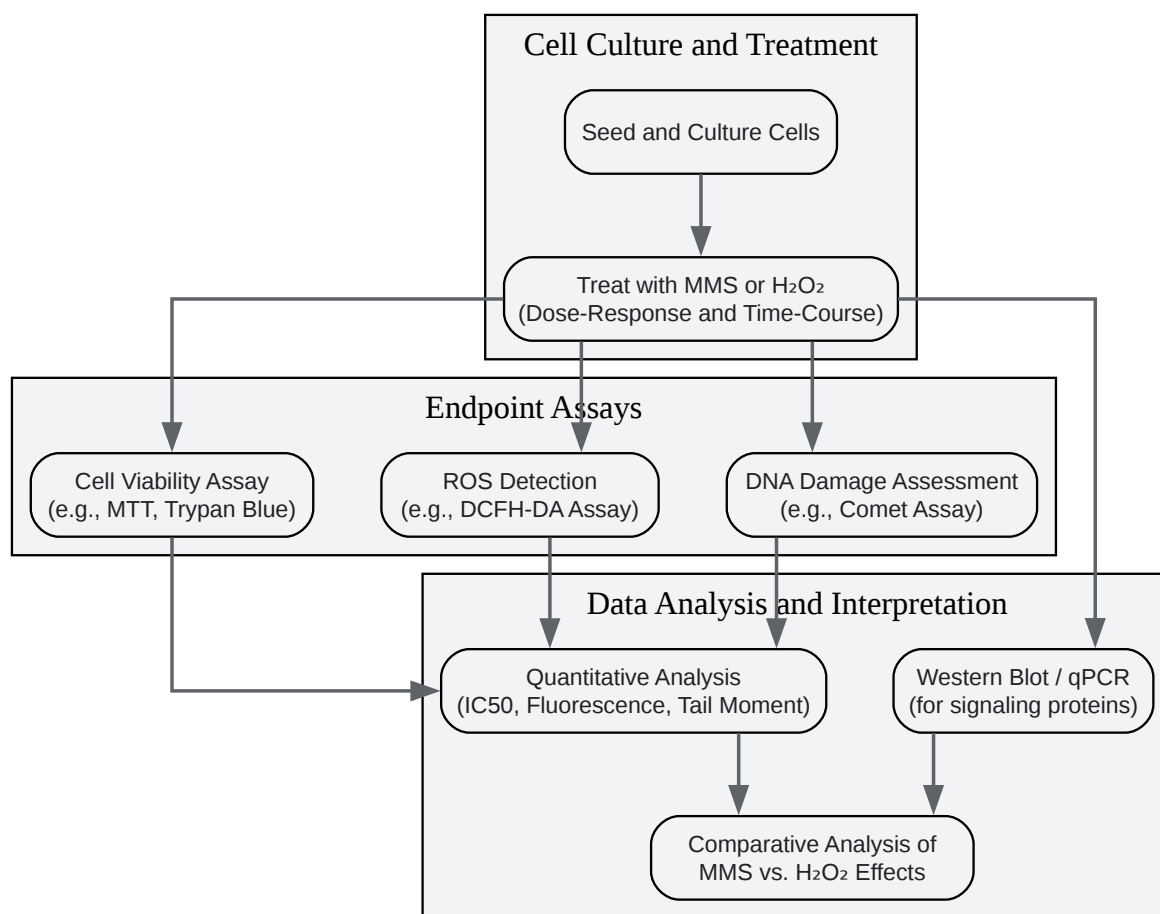 Cell Culture and Treatment
Seed and Culture Cells
Treat with MMS or H₂O₂
(Dose-Response and Time-Course)
Endpoint Assays
Cell Viability Assay
(e.g., MTT, Trypan Blue)
ROS Detection
(e.g., DCFH-DA Assay)
DNA Damage Assessment
(e.g., Comet Assay)
Data Analysis and Interpretation
Quantitative Analysis
(IC50, Fluorescence, Tail Moment)
Western Blot / qPCR
(for signaling proteins)
Comparative Analysis of
MMS vs. H₂O₂ Effects